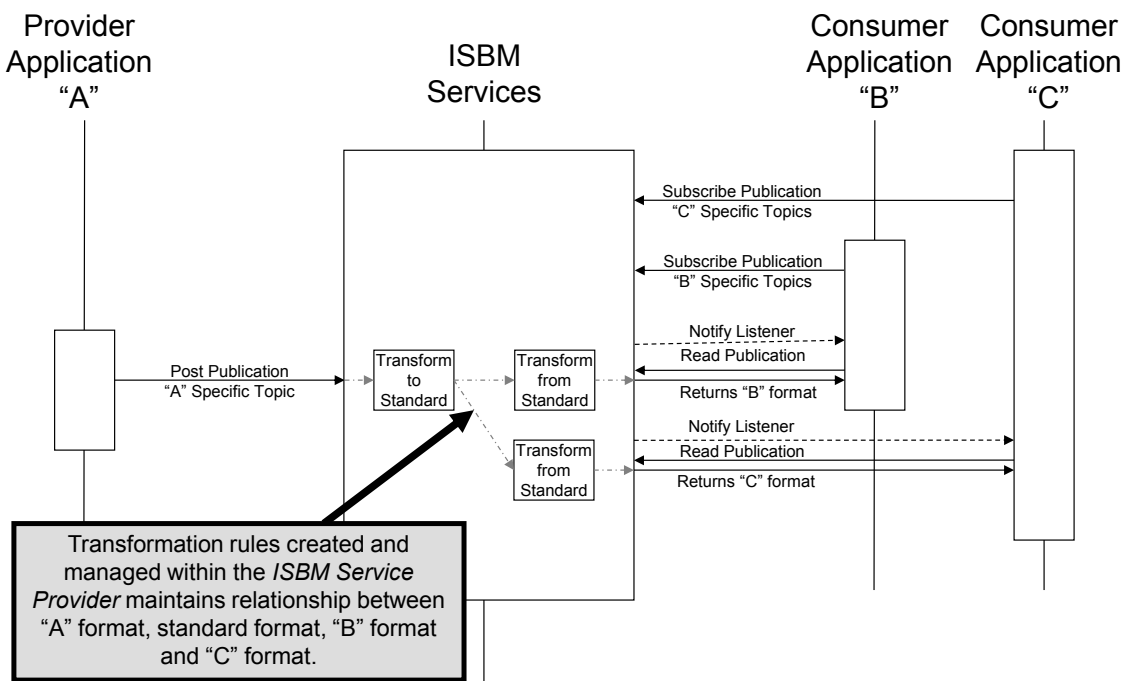 Provider
Application
“A”
ISBM
Services
Consumer
Application
“B”
Consumer
Application
“C”
Subscribe Publication
“C” Specific Topics
Subscribe Publication
“B” Specific Topics
Notify Listener
Read Publication
Returns “B” format
Post Publication
“A” Specific Topic
Transform
to
Standard
Transform
from
Standard
Notify Listener
Read Publication
Returns “C” format
Transform
from
Standard
Transformation rules created and
managed within the ISBM Service
Provider maintains relationship between
“A” format, standard format, “B” format
and “C” format.